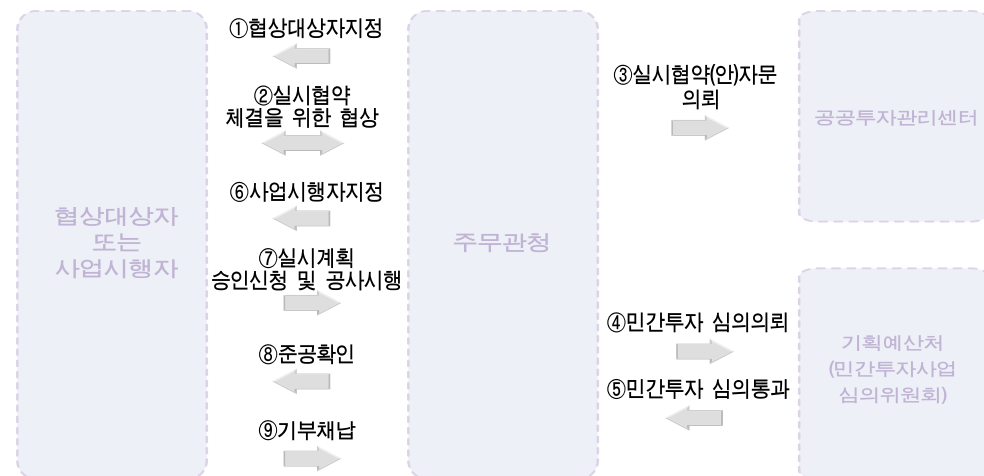 ①협상대상자지정
②실시협약
체결을 위한 협상
⑥사업시행자지정
⑦실시계획
승인신청 및 공사시행
⑧준공확인
⑨기부채납
협상대상자
또는
사업시행자
주무관청
③실시협약(안)자문
의뢰
④민간투자 심의의뢰
⑤민간투자 심의통과
공공투자관리센터
기획예산처
(민간투자사업
심의위원회)